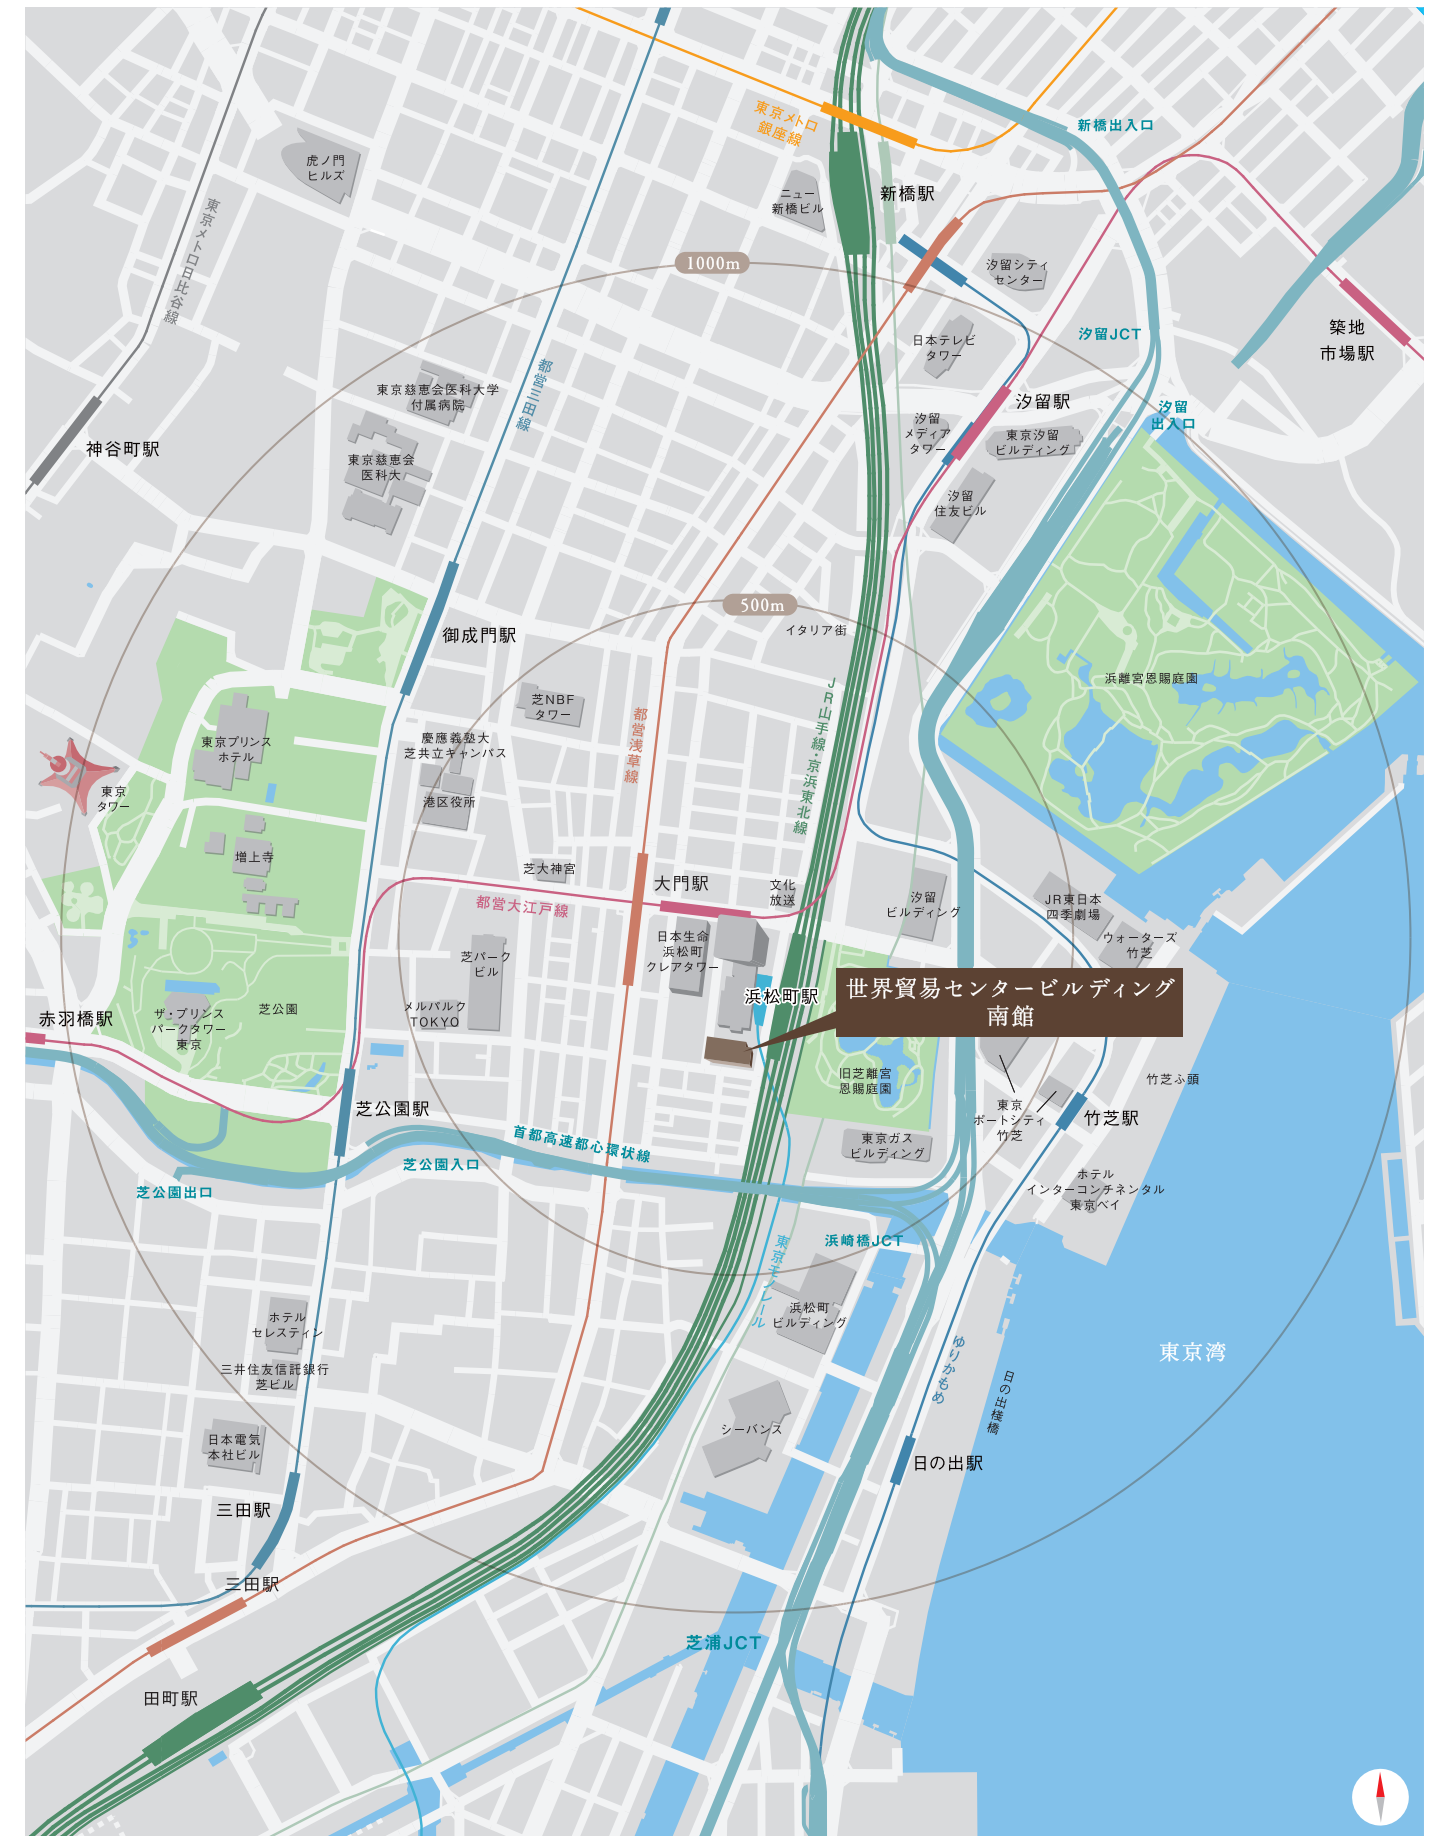 東京メトロ
銀座線
新橋出入口
虎ノ門
ヒルズ
ニュー
新橋ビル
新橋駅
東京メトロ日比谷線
1000m
汐留シティ
センター
築地
市場駅
日本テレビ
タワー
汐留JCT
都営三田線
東京慈恵会医科大学
付属病院
汐留駅
汐留
出入口
汐留
メディア
タワー
東京汐留
ビルディング
神谷町駅
東京慈恵会
医科大
汐留
住友ビル
500m
イタリア街
御成門駅
浜離宮恩賜庭園
芝NBF
タワー
JR山手線・京浜東北線
都営浅草線
東京プリンス
ホテル
慶應義塾大
芝共立キャンパス
東京
タワー
港区役所
増上寺
芝大神宮
大門駅
文化
放送
都営大江戸線
汐留
ビルディング
JR東日本
四季劇場
日本生命
浜松町
クレアタワー
ウォーターズ
竹芝
芝パーク
ビル
浜松町駅
世界貿易センタービルディング
南館
メルパルク
TOKYO
芝公園
ザ・プリンス
パークタワー
東京
赤羽橋駅
旧芝離宮
恩賜庭園
竹芝ふ頭
芝公園駅
東京
ポートシティ
竹芝
竹芝駅
首都高速都心環状線
東京ガス
ビルディング
芝公園入口
芝公園出口
ホテル
インターコンチネンタル
東京ベイ
浜崎橋JCT
東京モノレール
浜松町
ビルディング
ホテル
セレスティン
東京湾
ゆりかもめ
三井住友信託銀行
芝ビル
日の出桟橋
シーバンス
日本電気
本社ビル
日の出駅
三田駅
三田駅
芝浦JCT
田町駅